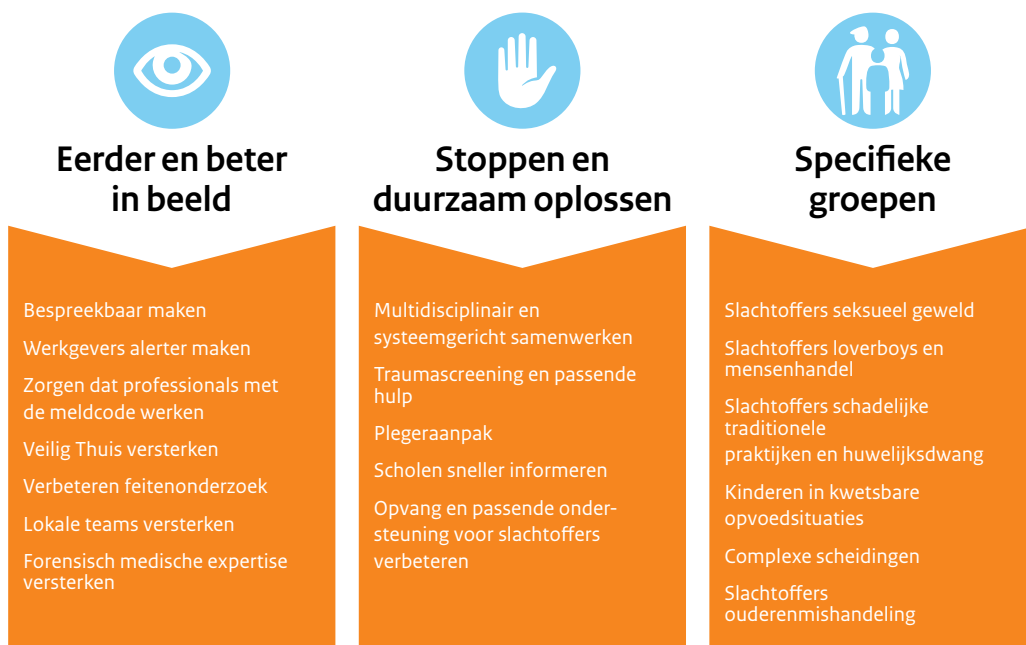 Eerder en beter
in beeld
Bespreekbaar maken
Werkgevers alerter maken
Zorgen dat professionals met
de meldcode werken
Veilig Thuis versterken
Verbeteren feitenonderzoek
Lokale teams versterken
Forensisch medische expertise
versterken
Stoppen en
duurzaam oplossen
Multidisciplinair en
systeemgericht samenwerken
Traumascreening en passende
hulp
Plegeraanpak
Scholen sneller informeren
Opvang en passende onder-
steuning voor slachtoffers
verbeteren
Specifieke
groepen
Slachtoffers seksueel geweld
Slachtoffers loverboys en
mensenhandel
Slachtoffers schadelijke
traditionele
praktijken en huwelijksdwang
Kinderen in kwetsbare
opvoedsituaties
Complexe scheidingen
Slachtoffers
ouderenmishandeling